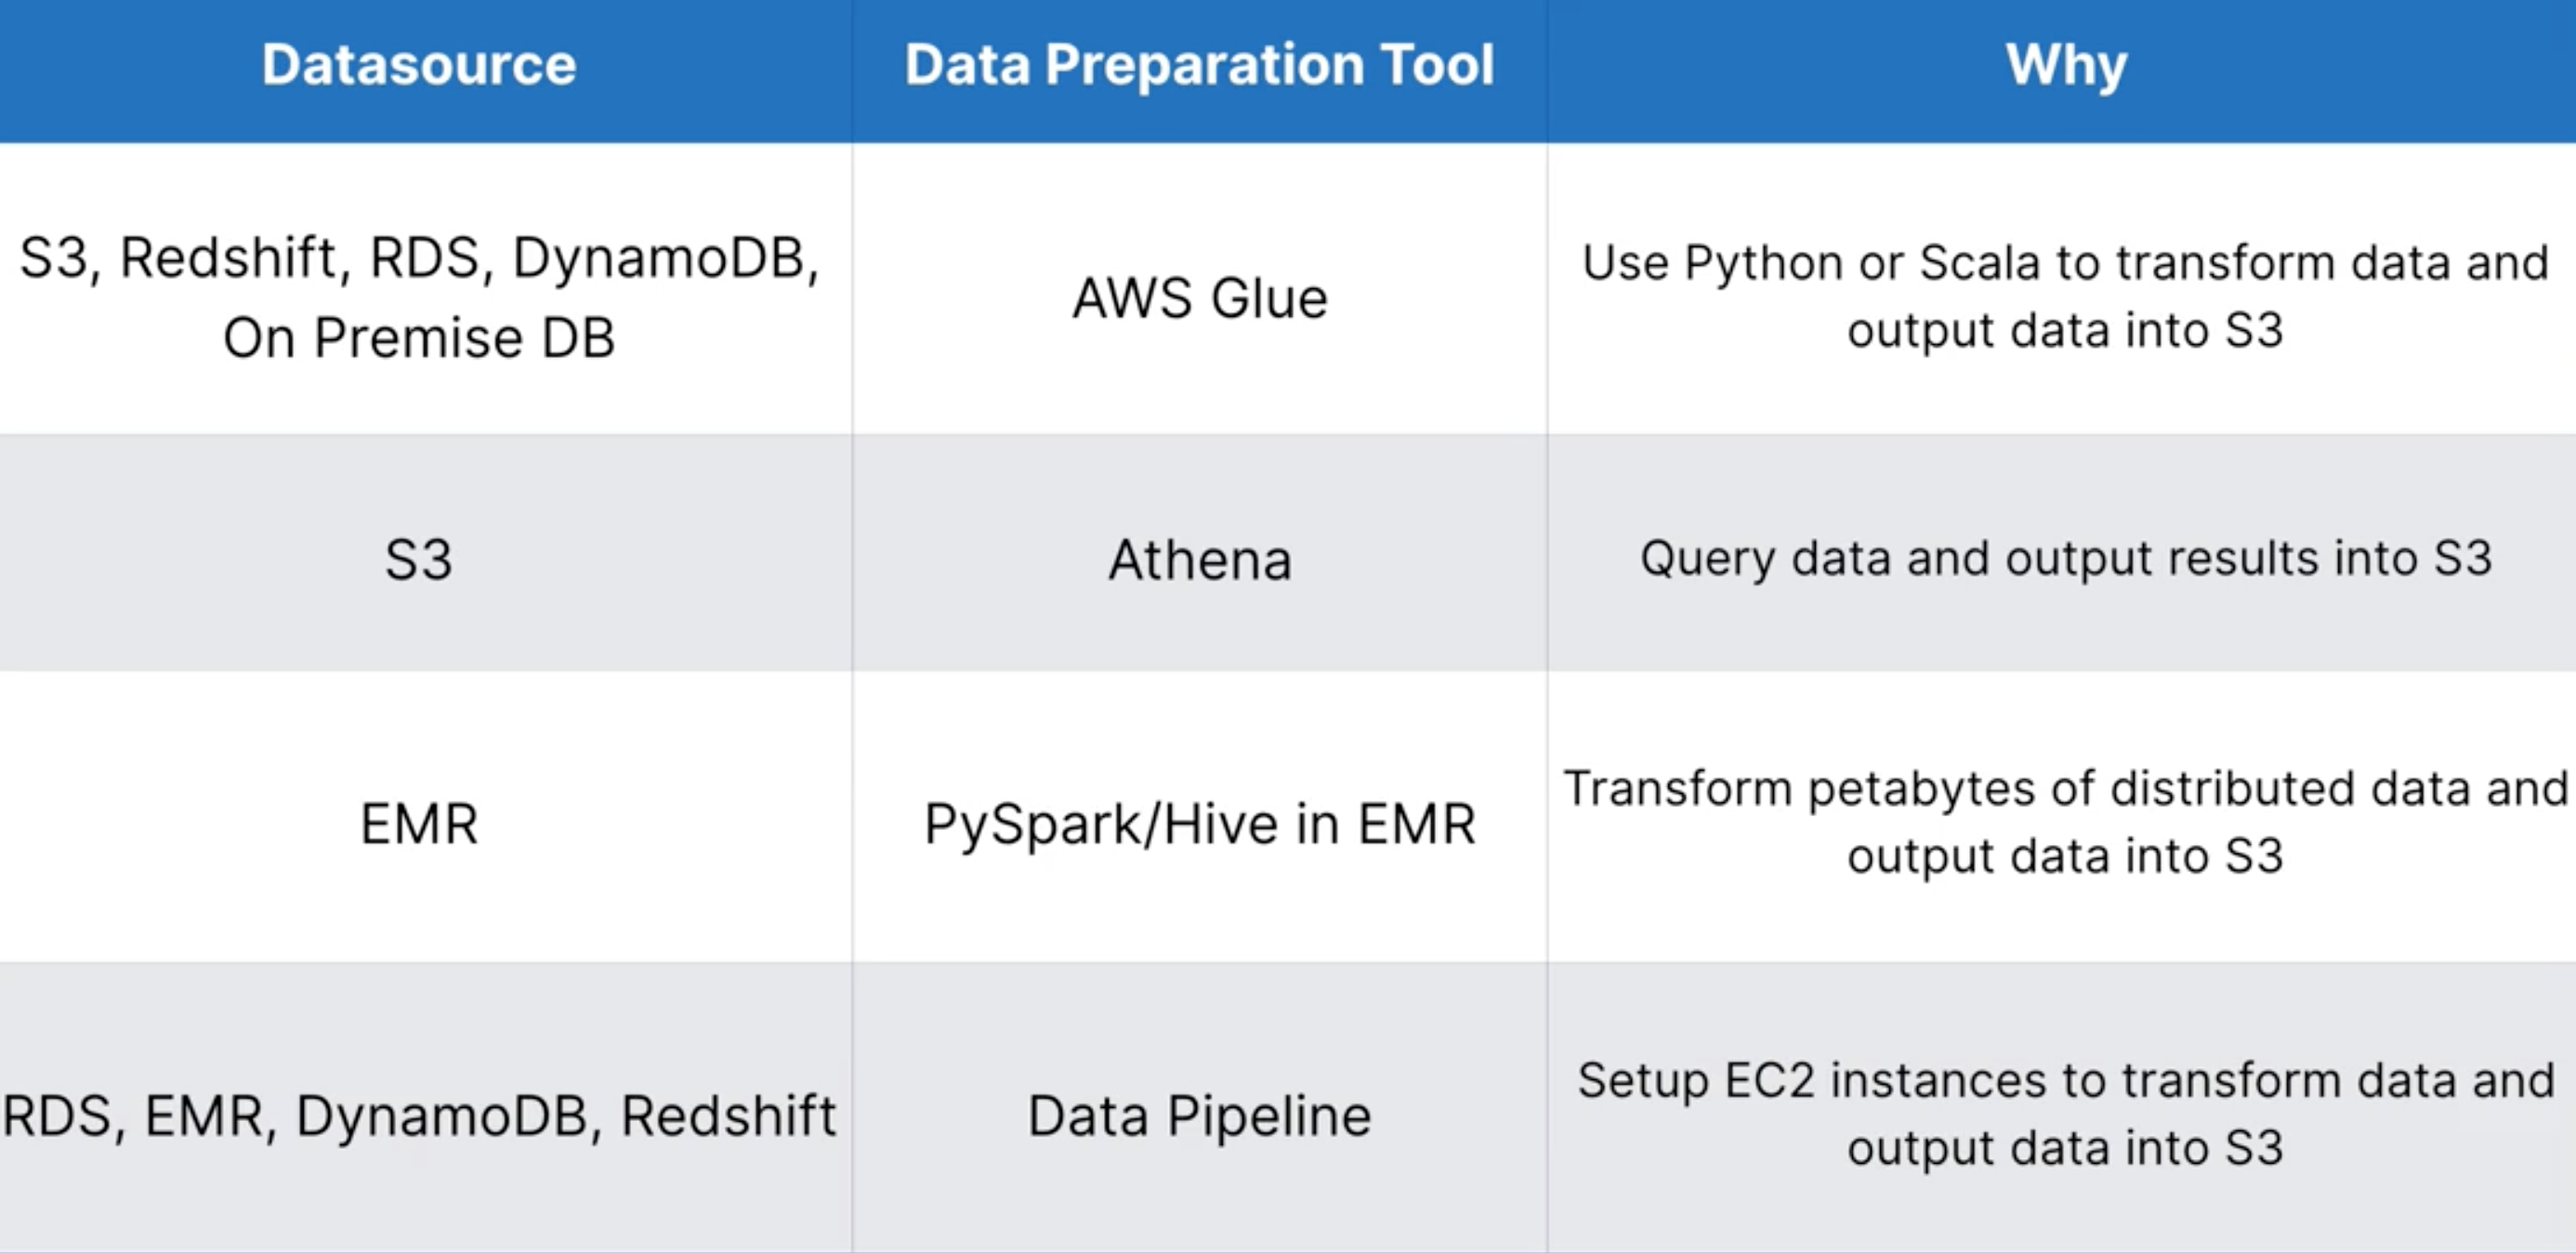 Datasource
Data Preparation Tool
Why
S3, Redshift, RDS, DynamoDB,
On Premise DB
AWS Glue
Use Python or Scala to transform data and
output data into S3
S3
Athena
Query data and output results into S3
EMR
PySpark/Hive in EMR
Transform petabytes of distributed data and
output data into S3
RDS, EMR, DynamoDB, Redshift
Data Pipeline
Setup EC2 instances to transform data and
output data into S3